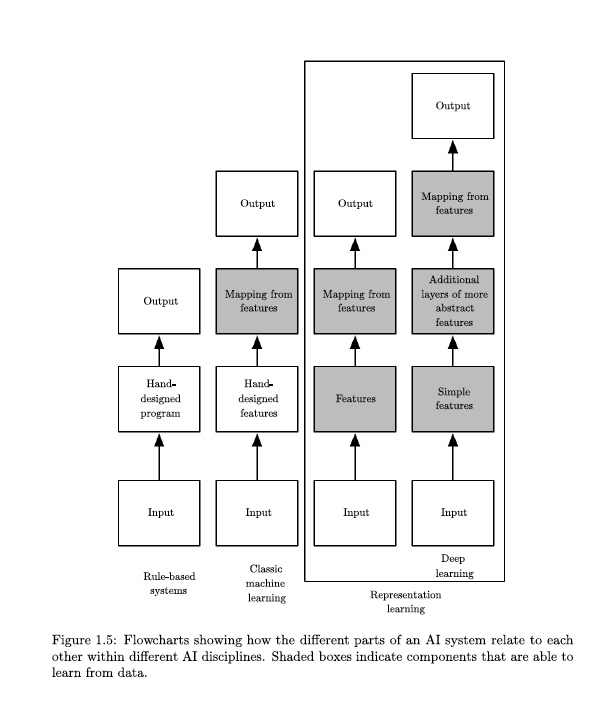 Output
Output
Output
Mapping from
features
Output
Mapping from
features
Mapping from
features
Additional
layers of more
abstract
features
Hand-
designed
program
Hand-
designed
features
Features
Simple
features
Input
Input
Input
Input
Rule-based
systems
Classic
machine
learning
Deep
learning
Representation
learning
Figure 1.5: Flowcharts showing how the different parts of an AI system relate to each
other within different AI disciplines. Shaded boxes indicate components that are able to
learn from data.